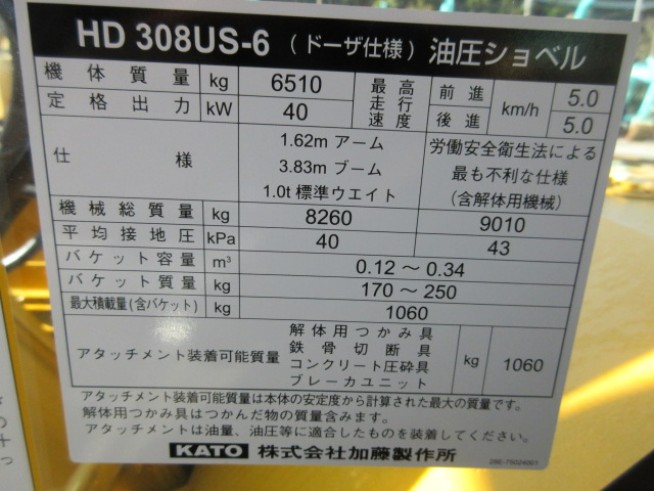 HD 308US-6 (ドーザ仕様) 油圧ショベル
機体質量 kg 6510 最高走行速度 前進 km/h 5.0
定格出力 kW 40 後進 5.0
仕様 1.62m アーム 労働安全衛生法による
3.83m ブーム 最も不利な仕様
1.0t 標準ウエイト (含解体用機械)
機械総質量 kg 8260 9010
平均接地圧 kPa 40 43
バケット容量 m³ 0.12 ～ 0.34
バケット質量 kg 170 ～ 250
最大積載量(含バケット) kg 1060
アタッチメント装着可能質量 解体用つかみ具 kg 1060
鉄骨切断具
コンクリート圧砕具
ブレーカユニット
アタッチメント装着可能質量は本体の安定度から計算された最大の質量です。
解体用つかみ具はつかんだ物の質量含みます。
アタッチメントは油量、油圧等に適合したものを装着してください。
KATO 株式会社加藤製作所